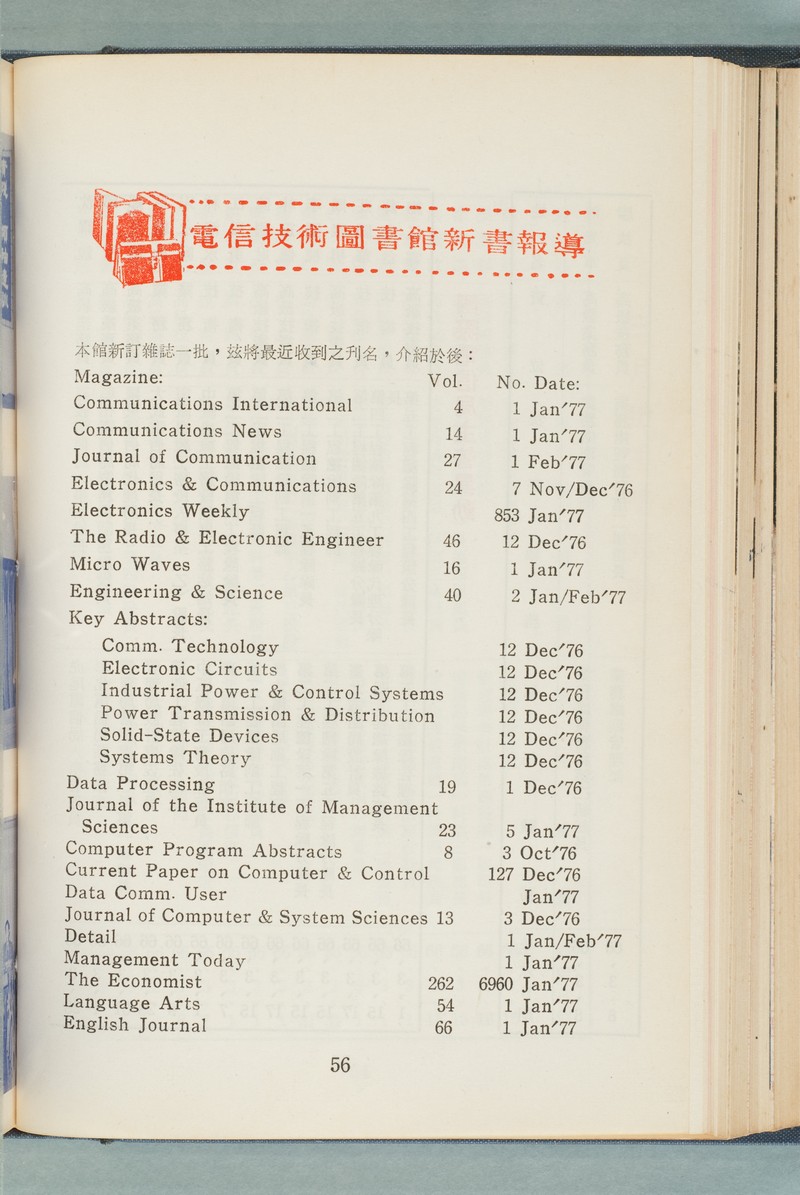 電信技術圖書館新書報導
本館新訂雜誌一批，茲將最近收到之刊名，介紹於後：
Magazine: Vol. No. Date:
Communications International 4 1 Jan'77
Communications News 14 1 Jan'77
Journal of Communication 27 1 Feb'77
Electronics & Communications 24 7 Nov/Dec'76
Electronics Weekly 853 Jan'77
The Radio & Electronic Engineer 46 12 Dec'76
Micro Waves 16 1 Jan'77
Engineering & Science 40 2 Jan/Feb'77
Key Abstracts:
Comm. Technology 12 Dec'76
Electronic Circuits 12 Dec'76
Industrial Power & Control Systems 12 Dec'76
Power Transmission & Distribution 12 Dec'76
Solid-State Devices 12 Dec'76
Systems Theory 12 Dec'76
Data Processing 19 1 Dec'76
Journal of the Institute of Management
Sciences 23 5 Jan'77
Computer Program Abstracts 8 3 Oct'76
Current Paper on Computer & Control 127 Dec'76
Data Comm. User Jan'77
Journal of Computer & System Sciences 13 3 Dec'76
Detail 1 Jan/Feb'77
Management Today 1 Jan'77
The Economist 262 6960 Jan'77
Language Arts 54 1 Jan'77
English Journal 66 1 Jan'77
56